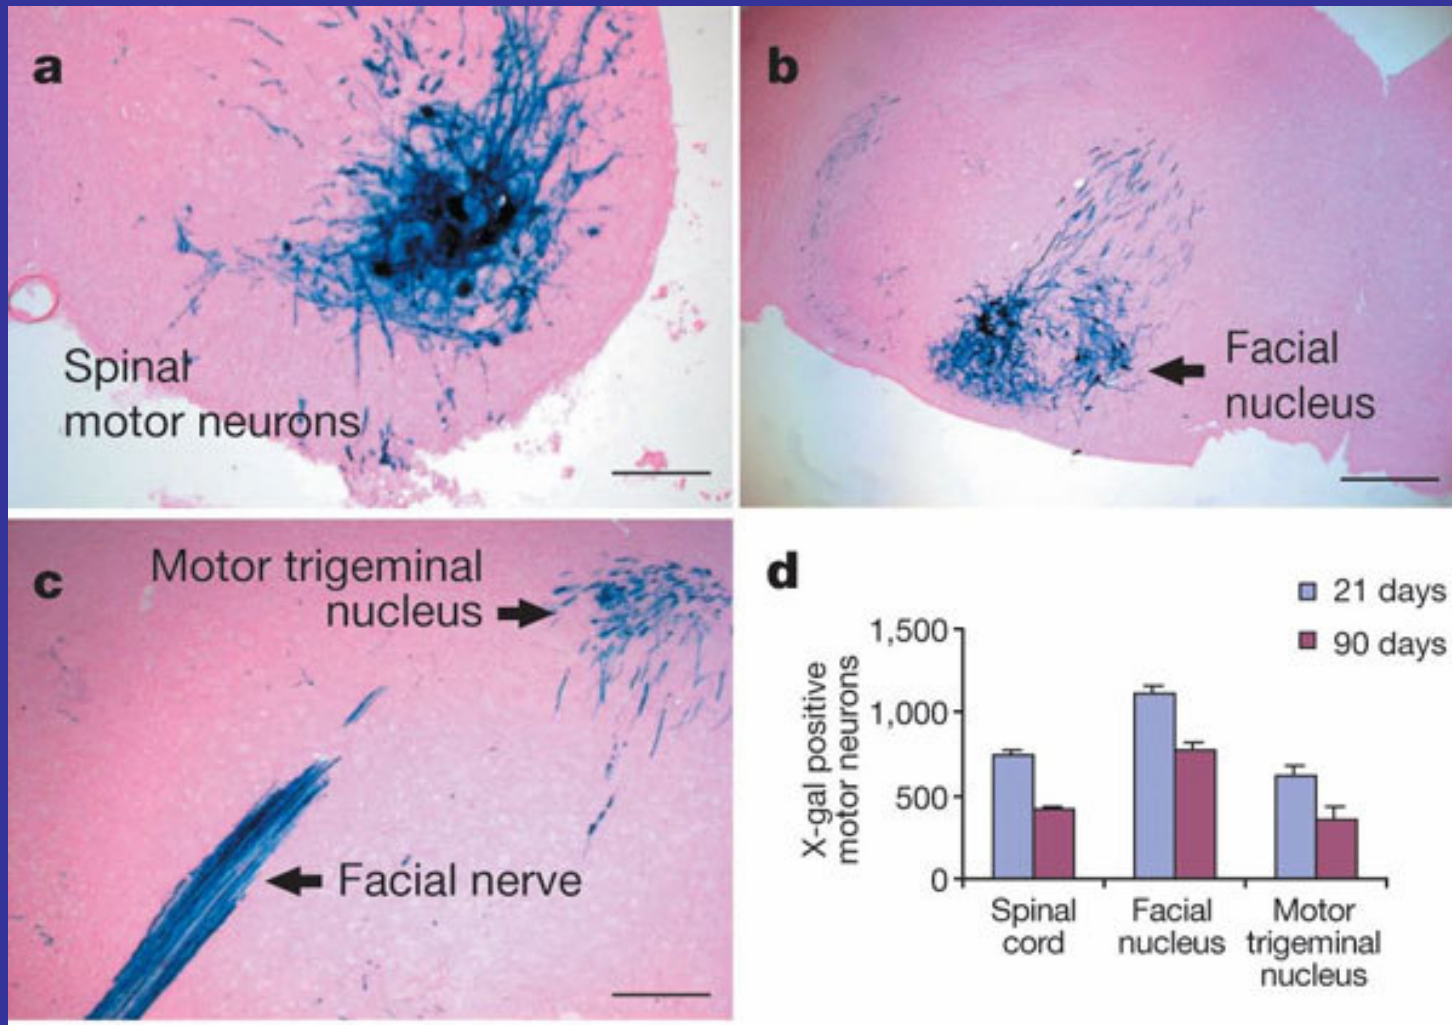 a
Spinal
motor neurons
b
Facial
nucleus
c
Motor trigeminal
nucleus
Facial nerve
d
21 days
90 days
X-gal positive
motor neurons
1,500
1,000
500
0
Spinal
cord
Facial
nucleus
Motor
trigeminal
nucleus